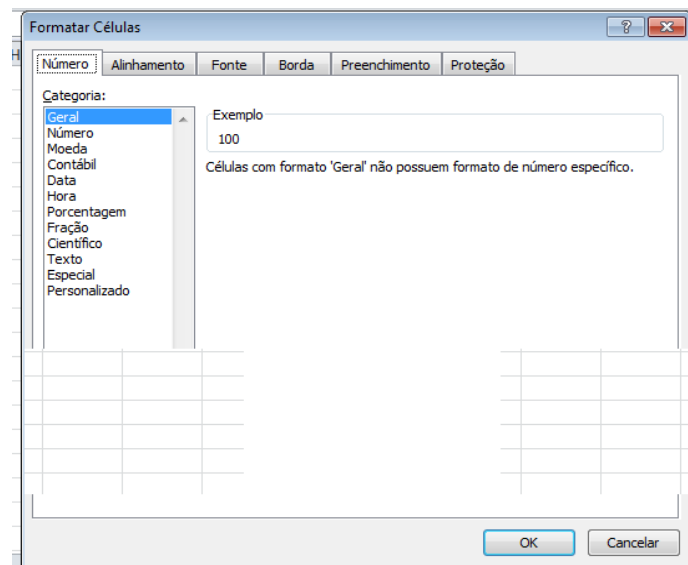 Formatar Células
H
Número Alinhamento Fonte Borda Preenchimento Proteção
Categoria:
Geral
Número
Moeda
Contábil
Data
Hora
Porcentagem
Fração
Científico
Texto
Especial
Personalizado
Exemplo
100
Células com formato 'Geral' não possuem formato de número específico.
OK Cancelar